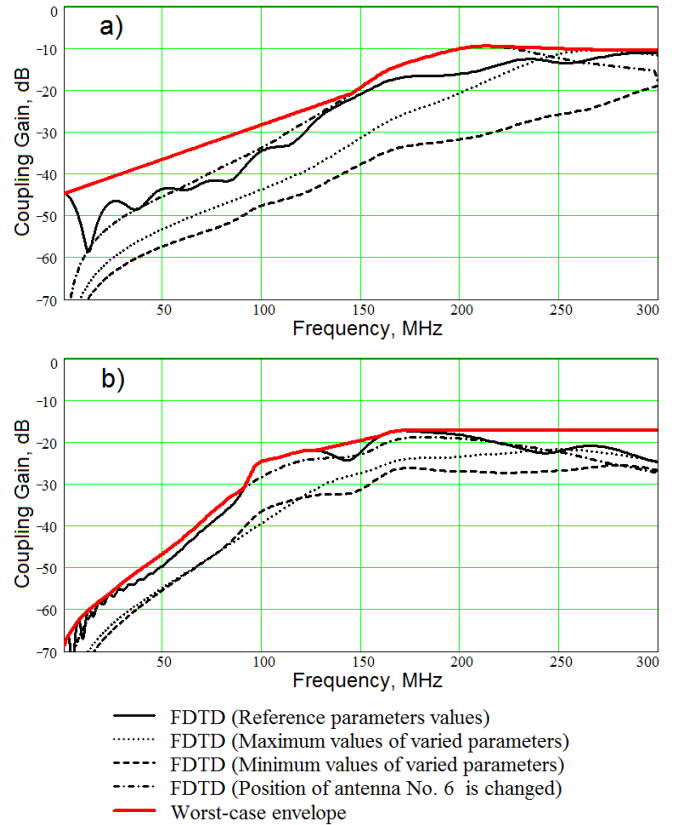 a)
0
−10
−20
−30
−40
−50
−60
−70
Coupling Gain, dB
50
100
150
200
250
300
Frequency, MHz
b)
0
−10
−20
−30
−40
−50
−60
−70
Coupling Gain, dB
50
100
150
200
250
300
Frequency, MHz
FDTD (Reference parameters values)
FDTD (Maximum values of varied parameters)
FDTD (Minimum values of varied parameters)
FDTD (Position of antenna No. 6 is changed)
Worst-case envelope